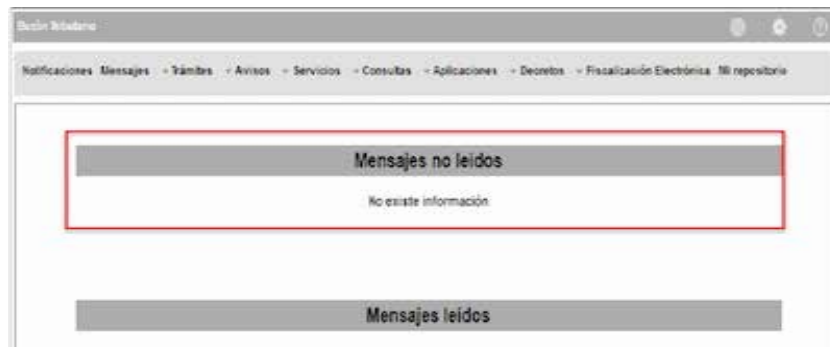 Buzón Tributario
Notificaciones Mensajes - Trámites - Avisos - Servicios - Consultas - Aplicaciones - Decretos - Fiscalización Electrónica Mi repositorio
Mensajes no leídos
No existe información
Mensajes leídos